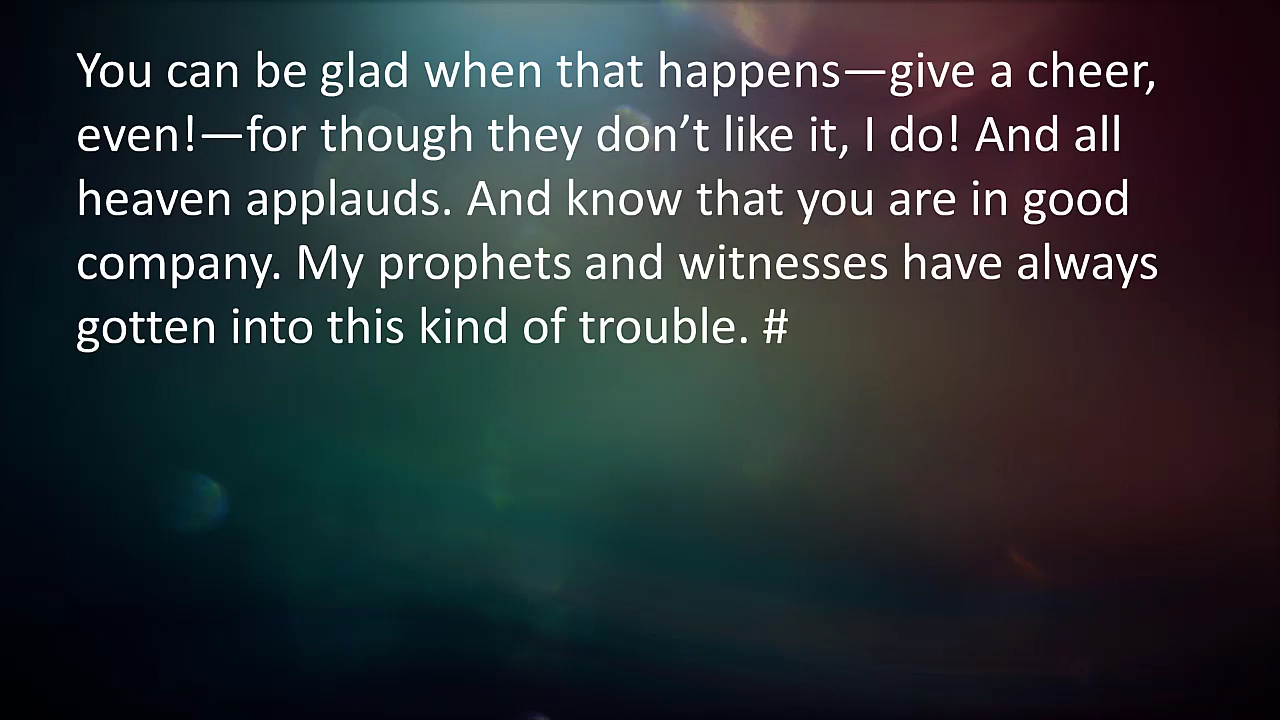 You can be glad when that happens—give a cheer,
even!—for though they don’t like it, I do! And all
heaven applauds. And know that you are in good
company. My prophets and witnesses have always
gotten into this kind of trouble. #